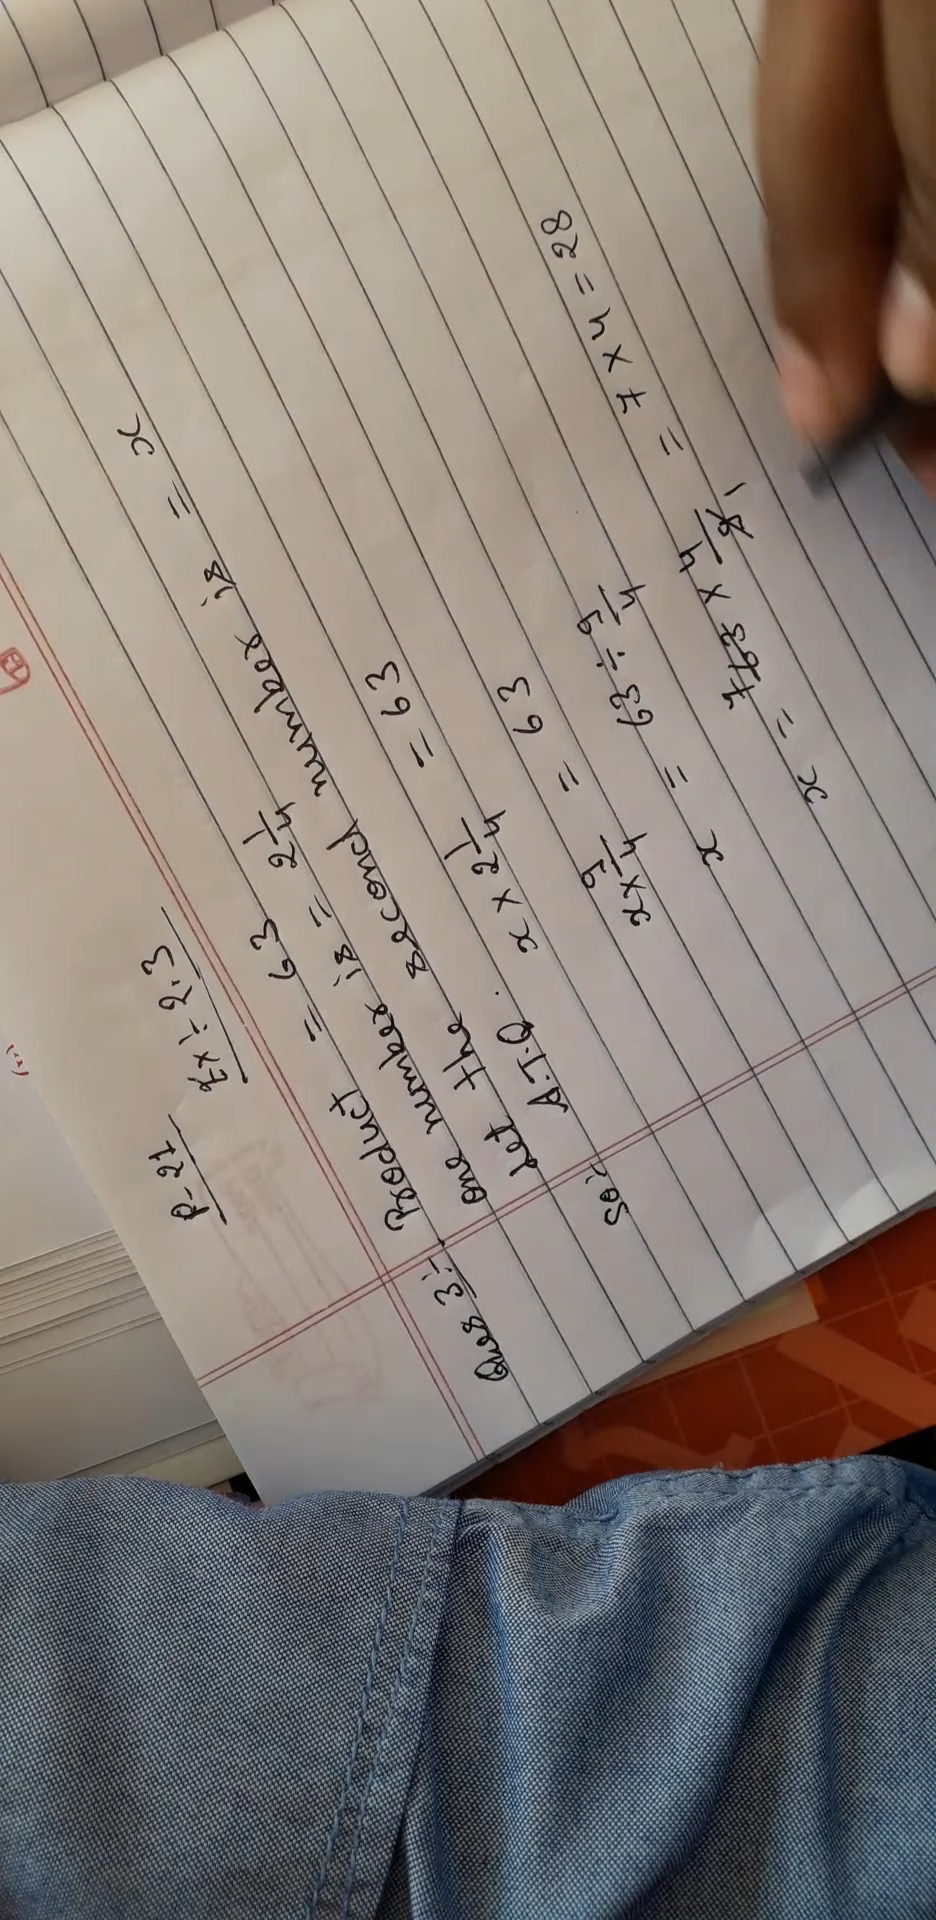 P-21
Ex :- 2.3
Ques 3:- Product = 63
one number is = 2 1/4
Let the second number is = x
Sol: A.T.Q. x × 2 1/4 = 63
x × 9/4 = 63
x = 63 ÷ 9/4
x = 7 63 × 4/9 1 = 7 × 4 = 28